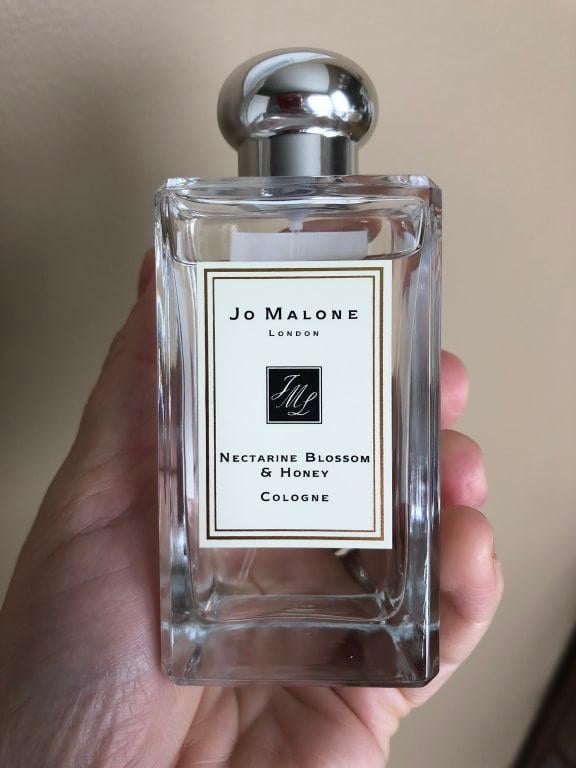 Jo Malone
London
JML
Nectarine Blossom
& Honey
Cologne